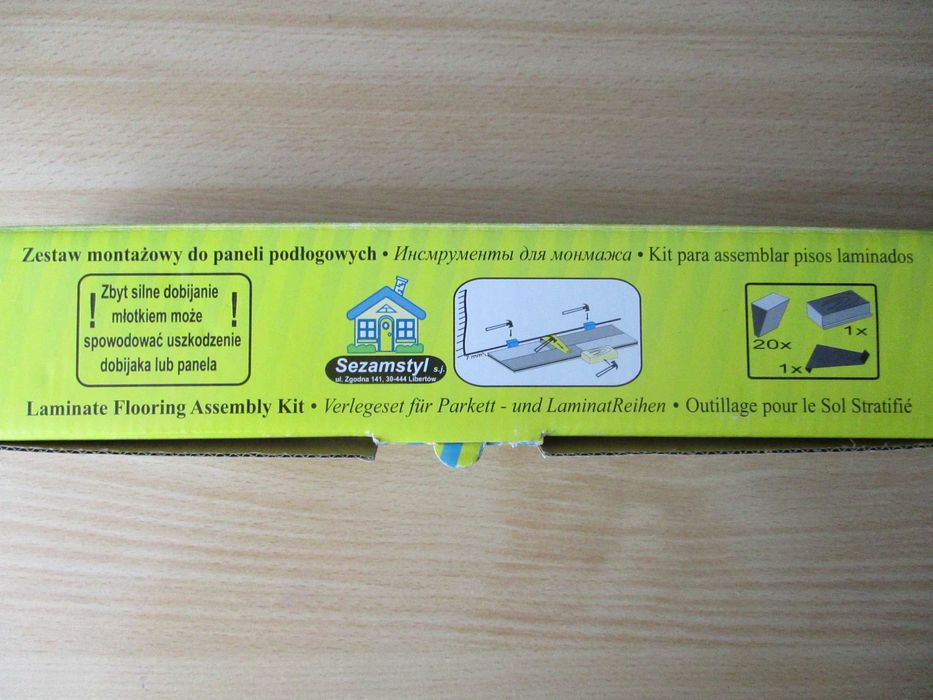 Zestaw montażowy do paneli podłogowych • Инсмрументы для монмажа • Kit para assemblar pisos laminados
! Zbyt silne dobijanie !
młotkiem może
spowodować uszkodzenie
dobijaka lub panela
Sezamstyl s.j.
ul. Zgodna 141, 30-444 Libertów
7 mm
20x
1x
1x
Laminate Flooring Assembly Kit • Verlegeset für Parkett - und LaminatReihen • Outillage pour le Sol Stratifié